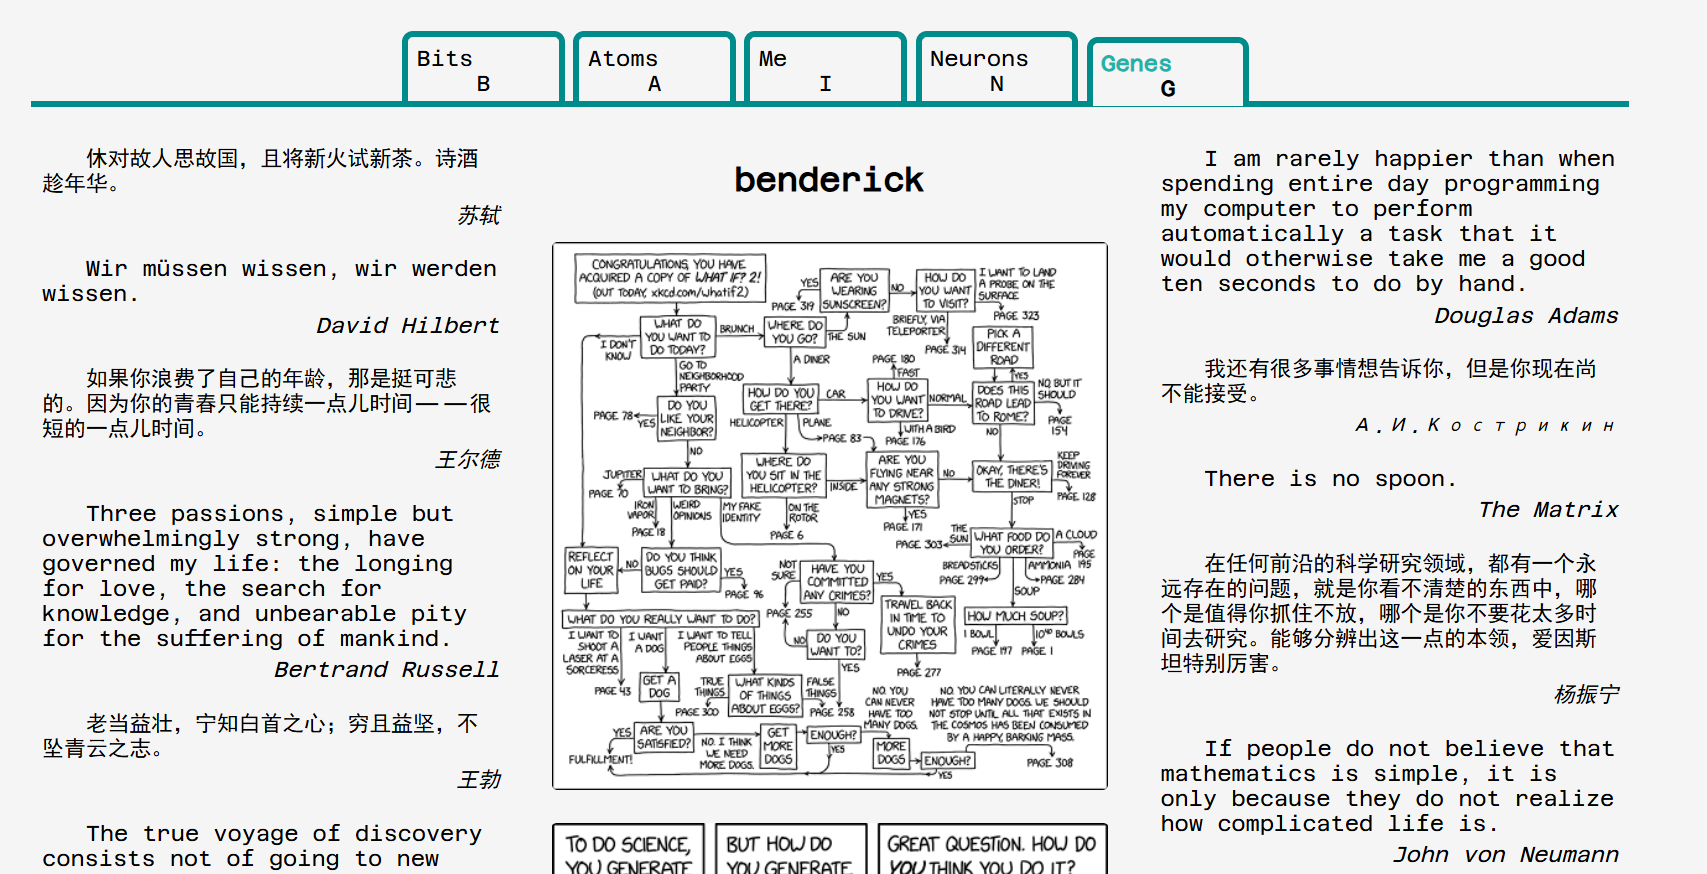 Bits
B
Atoms
A
Me
I
Neurons
N
Genes
G
休对故人思故国，且将新火试新茶。诗酒
趁年华。
苏轼
Wir müssen wissen, wir werden
wissen.
David Hilbert
如果你浪费了自己的年龄，那是挺可悲
的。因为你的青春只能持续一点儿时间——很
短的一点儿时间。
王尔德
Three passions, simple but
overwhelmingly strong, have
governed my life: the longing
for love, the search for
knowledge, and unbearable pity
for the suffering of mankind.
Bertrand Russell
老当益壮，宁知白首之心；穷且益坚，不
坠青云之志。
王勃
The true voyage of discovery
consists not of going to new
benderick
CONGRATULATIONS, YOU HAVE
ACQUIRED A COPY OF WHAT IF? 2!
(OUT TODAY, xkcd.com/whatif2)
WHAT DO
YOU WANT TO
DO TODAY?
I DON'T
KNOW
BRUNCH
WHERE DO
YOU GO?
THE SUN
ARE YOU
WEARING
SUNSCREEN?
YES
PAGE 319
NO
HOW DO
YOU WANT
TO VISIT?
I WANT TO LAND
A PROBE ON THE
SURFACE
PAGE 323
BRIEFLY, VIA
TELEPORTER
PAGE 314
PICK A
DIFFERENT
ROAD
YES
GO TO
NEIGHBORHOOD
PARTY
A DINER
HOW DO YOU
GET THERE?
CAR
PAGE 180
FAST
HOW DO
YOU WANT
TO DRIVE?
NORMAL
DOES THIS
ROAD LEAD
TO ROME?
NO, BUT IT
SHOULD
PAGE
154
NO
WITH A BIRD
PAGE 176
DO YOU
LIKE YOUR
NEIGHBOR?
PAGE 78
YES
NO
HELICOPTER
PLANE
PAGE 83
WHERE DO
YOU SIT IN THE
HELICOPTER?
INSIDE
ARE YOU
FLYING NEAR
ANY STRONG
MAGNETS?
NO
YES
PAGE 171
OKAY, THERE'S
THE DINER!
KEEP
DRIVING
FOREVER
PAGE 128
STOP
JUPITER
PAGE 70
WHAT DO YOU
WANT TO BRING?
IRON
VAPOR
PAGE 18
WEIRD
OPINIONS
MY FAKE
IDENTITY
ON THE
ROTOR
PAGE 6
WHAT FOOD DO
YOU ORDER?
THE
SUN
PAGE 303
A CLOUD
PAGE
195
BREADSTICKS
PAGE 299
AMMONIA
PAGE 284
SOUP
REFLECT
ON YOUR
LIFE
NO
DO YOU THINK
BUGS SHOULD
GET PAID?
YES
PAGE 96
HAVE YOU
COMMITTED
ANY CRIMES?
NOT
SURE
PAGE 255
YES
NO
TRAVEL BACK
IN TIME TO
UNDO YOUR
CRIMES
PAGE 277
HOW MUCH SOUP?
1 BOWL
PAGE 197
10⁴⁰ BOWLS
PAGE 1
DO YOU
WANT TO?
NO
YES
WHAT DO YOU REALLY WANT TO DO?
I WANT TO
SHOOT A
LASER AT A
SORCERESS
PAGE 43
I WANT
A DOG
I WANT TO TELL
PEOPLE THINGS
ABOUT EGGS
GET A
DOG
WHAT KINDS
OF THINGS
ABOUT EGGS?
TRUE
THINGS
PAGE 300
FALSE
THINGS
PAGE 258
ARE YOU
SATISFIED?
YES
FULFILLMENT!
NO. I THINK
WE NEED
MORE DOGS.
GET
MORE
DOGS
ENOUGH?
YES
NO. YOU
CAN NEVER
HAVE TOO
MANY DOGS.
MORE
DOGS
ENOUGH?
YES
NO. YOU CAN LITERALLY NEVER
HAVE TOO MANY DOGS. WE SHOULD
NOT STOP UNTIL ALL THAT EXISTS IN
THE COSMOS HAS BEEN CONSUMED
BY A HAPPY, BARKING MASS.
PAGE 308
TO DO SCIENCE,
YOU GENERATE
BUT HOW DO
YOU GENERATE
GREAT QUESTION. HOW DO
YOU THINK YOU DO IT?
I am rarely happier than when
spending entire day programming
my computer to perform
automatically a task that it
would otherwise take me a good
ten seconds to do by hand.
Douglas Adams
我还有很多事情想告诉你，但是你现在尚
不能接受。
А.И.Кострикин
There is no spoon.
The Matrix
在任何前沿的科学研究领域，都有一个永
远存在的问题，就是你看不清楚的东西中，哪
个是值得你抓住不放，哪个是你不要花太多时
间去研究。能够分辨出这一点的本领，爱因斯
坦特别厉害。
杨振宁
If people do not believe that
mathematics is simple, it is
only because they do not realize
how complicated life is.
John von Neumann